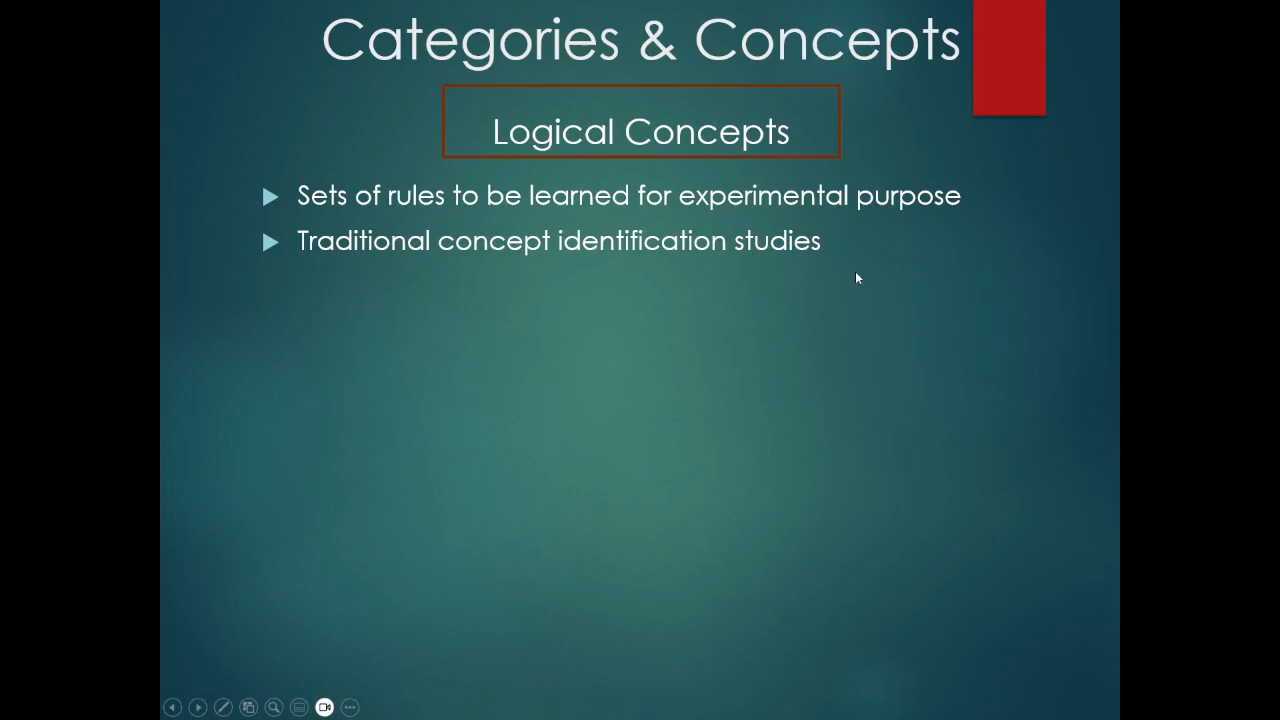 Categories & Concepts
Logical Concepts
Sets of rules to be learned for experimental purpose
Traditional concept identification studies